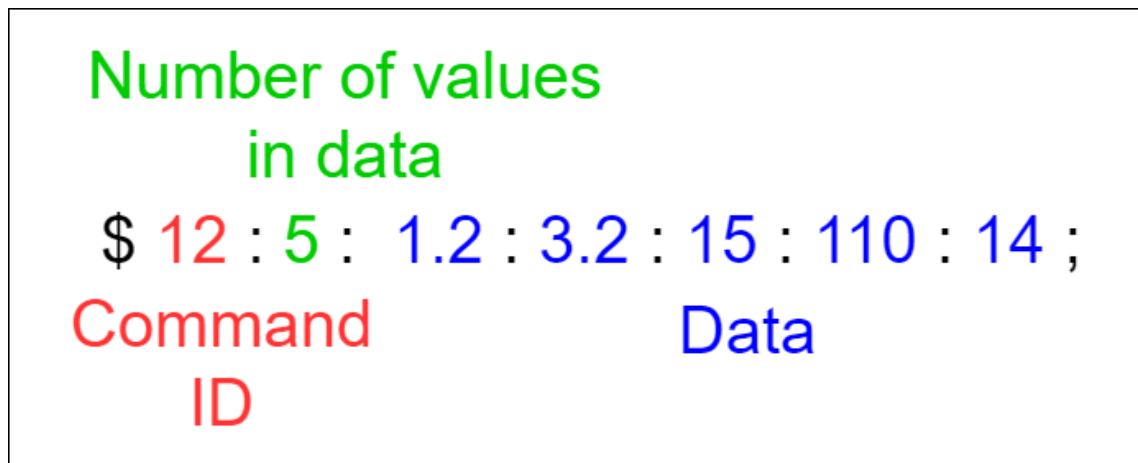 Number of values
in data
$ 12 : 5 : 1.2 : 3.2 : 15 : 110 : 14 ;
Command
ID
Data